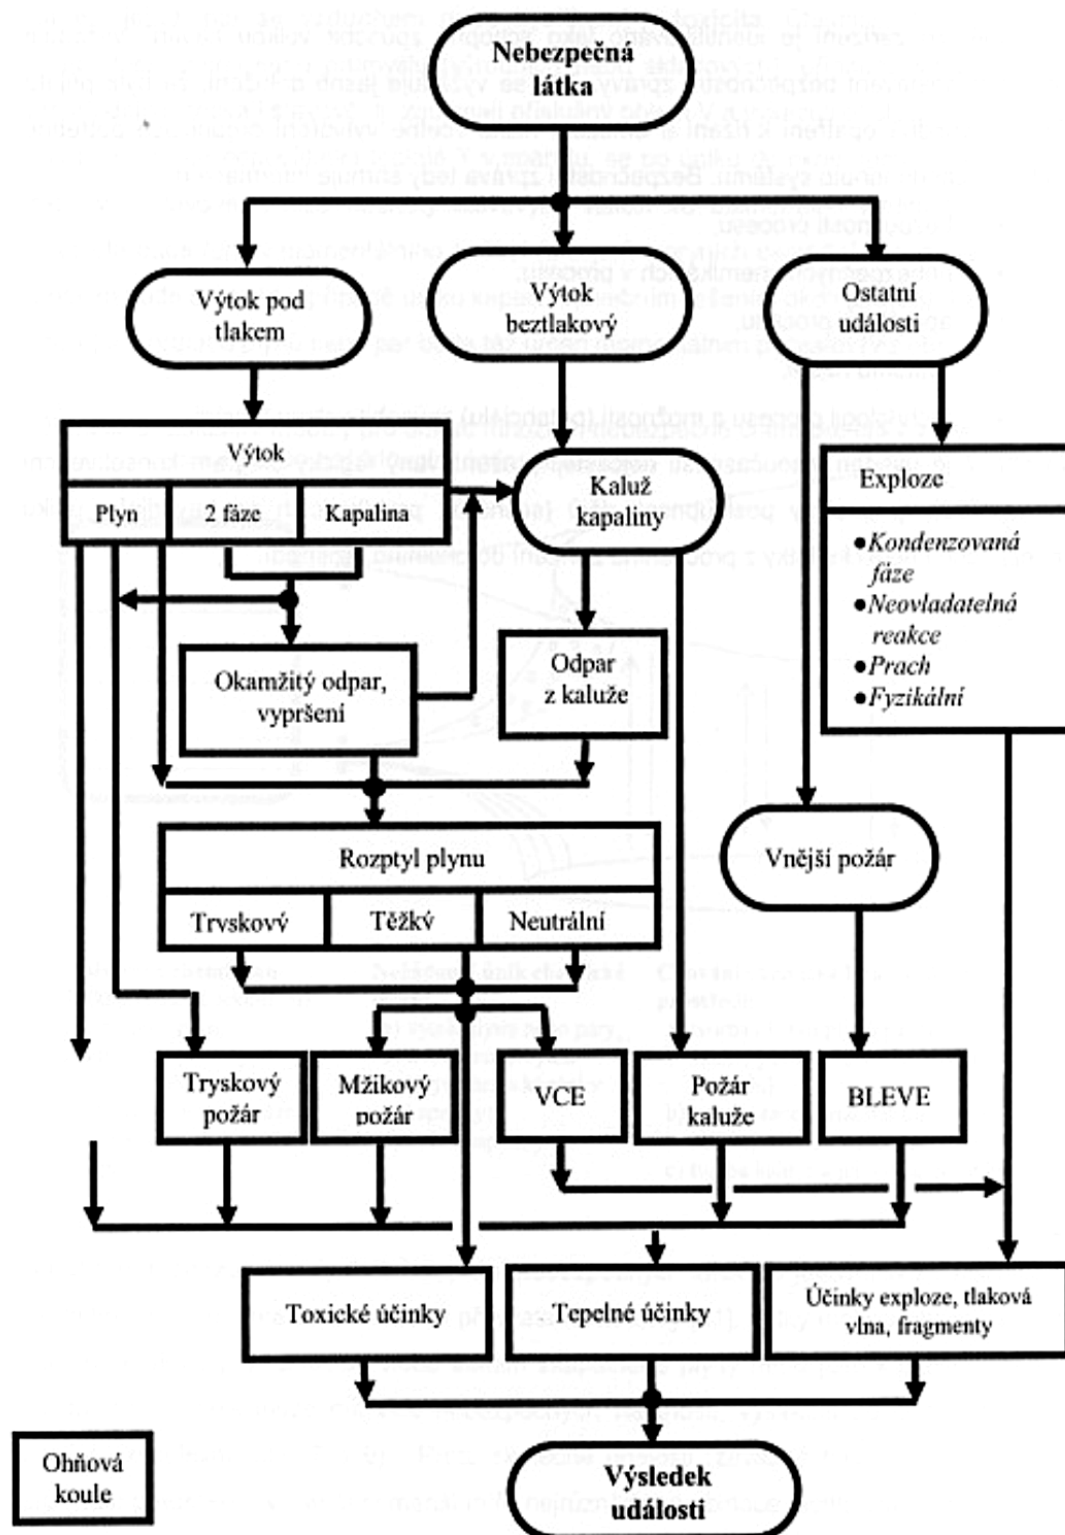 Nebezpečná
látka
Výtok pod
tlakem
Výtok
beztlakový
Ostatní
události
Výtok
Plyn
2 fáze
Kapalina
Kaluž
kapaliny
Exploze
•Kondenzovaná
fáze
•Neovladatelná
reakce
•Prach
•Fyzikální
Okamžitý odpar,
vypršení
Odpar
z kaluže
Rozptyl plynu
Tryskový
Těžký
Neutrální
Vnější požár
Tryskový
požár
Mžikový
požár
VCE
Požár
kaluže
BLEVE
Toxické účinky
Tepelné účinky
Účinky exploze, tlaková
vlna, fragmenty
Ohňová
koule
Výsledek
události